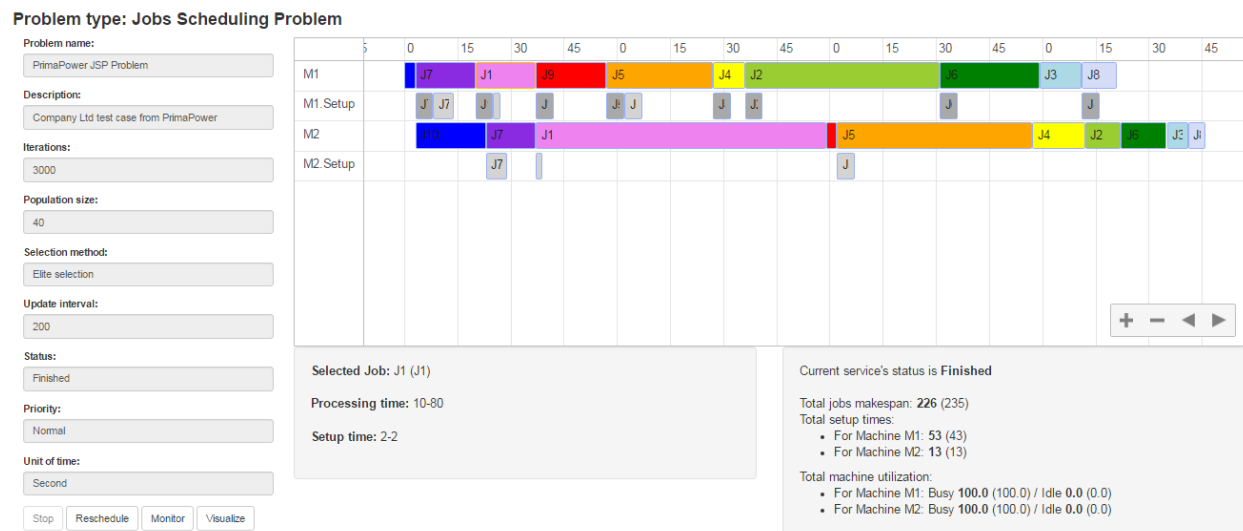 Problem type: Jobs Scheduling Problem
Problem name:
PrimaPower JSP Problem
Description:
Company Ltd test case from PrimaPower
Iterations:
3000
Population size:
40
Selection method:
Elite selection
Update interval:
200
Status:
Finished
Priority:
Normal
Unit of time:
Second
Stop Reschedule Monitor Visualize
0 15 30 45 0 15 30 45 0 15 30 45 0 15 30 45
M1 J7 J1 J9 J5 J4 J2 J6 J3 J8
M1.Setup J7 J J J J J J
M2 J10 J7 J1 J5 J4 J2 J6 J3
M2.Setup J7 J
Selected Job: J1 (J1)
Processing time: 10-80
Setup time: 2-2
Current service's status is Finished
Total jobs makespan: 226 (235)
Total setup times:
• For Machine M1: 53 (43)
• For Machine M2: 13 (13)
Total machine utilization:
• For Machine M1: Busy 100.0 (100.0) / Idle 0.0 (0.0)
• For Machine M2: Busy 100.0 (100.0) / Idle 0.0 (0.0)